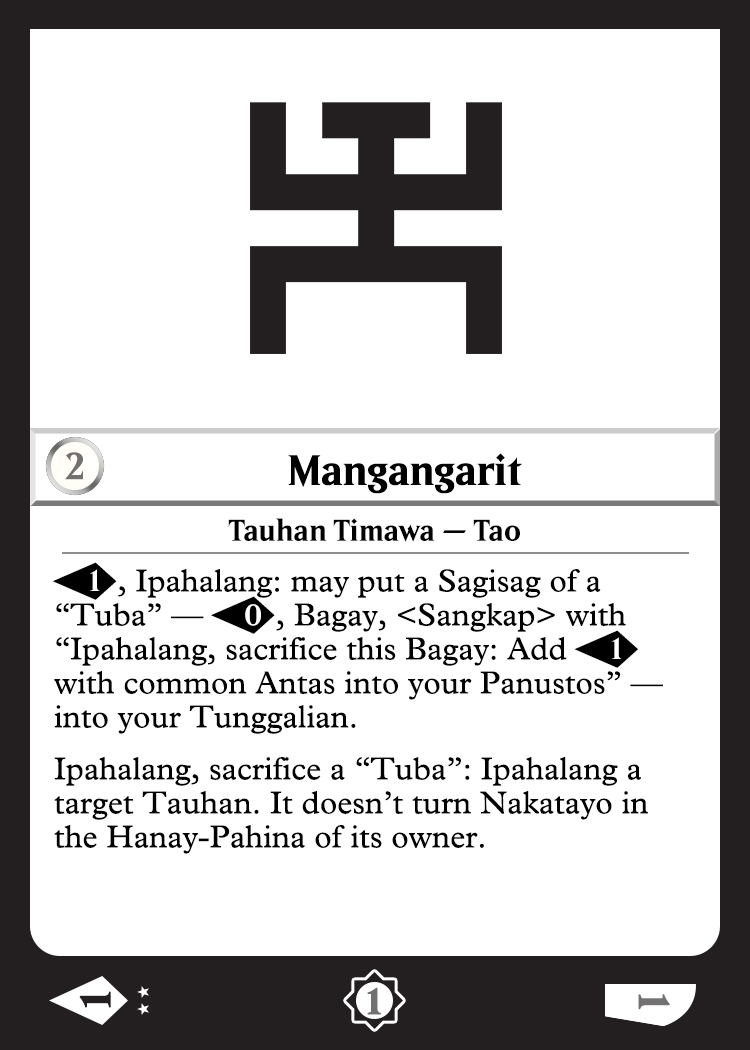 2
Mangangarit
Tauhan Timawa — Tao
1, Ipahalang: may put a Sagisag of a
“Tuba” — 0, Bagay, <Sangkap> with
“Ipahalang, sacrifice this Bagay: Add 1
with common Antas into your Panustos” —
into your Tunggalian.
Ipahalang, sacrifice a “Tuba”: Ipahalang a
target Tauhan. It doesn’t turn Nakatayo in
the Hanay-Pahina of its owner.
1
1
1